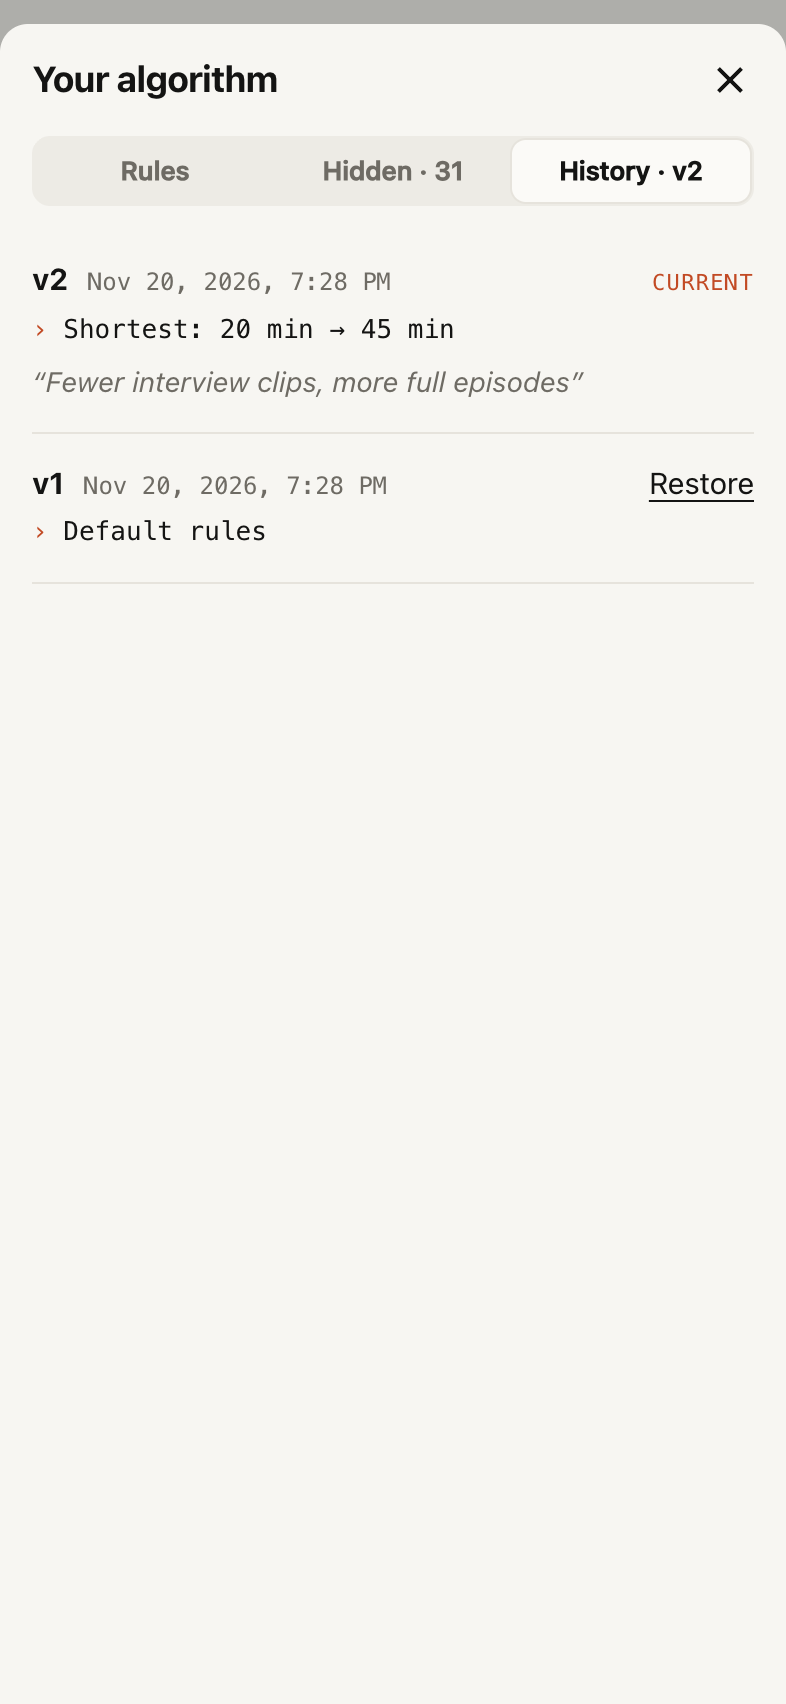 Your algorithm
Rules
Hidden · 31
History · v2
v2 Nov 20, 2026, 7:28 PM CURRENT
› Shortest: 20 min → 45 min
“Fewer interview clips, more full episodes”
v1 Nov 20, 2026, 7:28 PM Restore
› Default rules